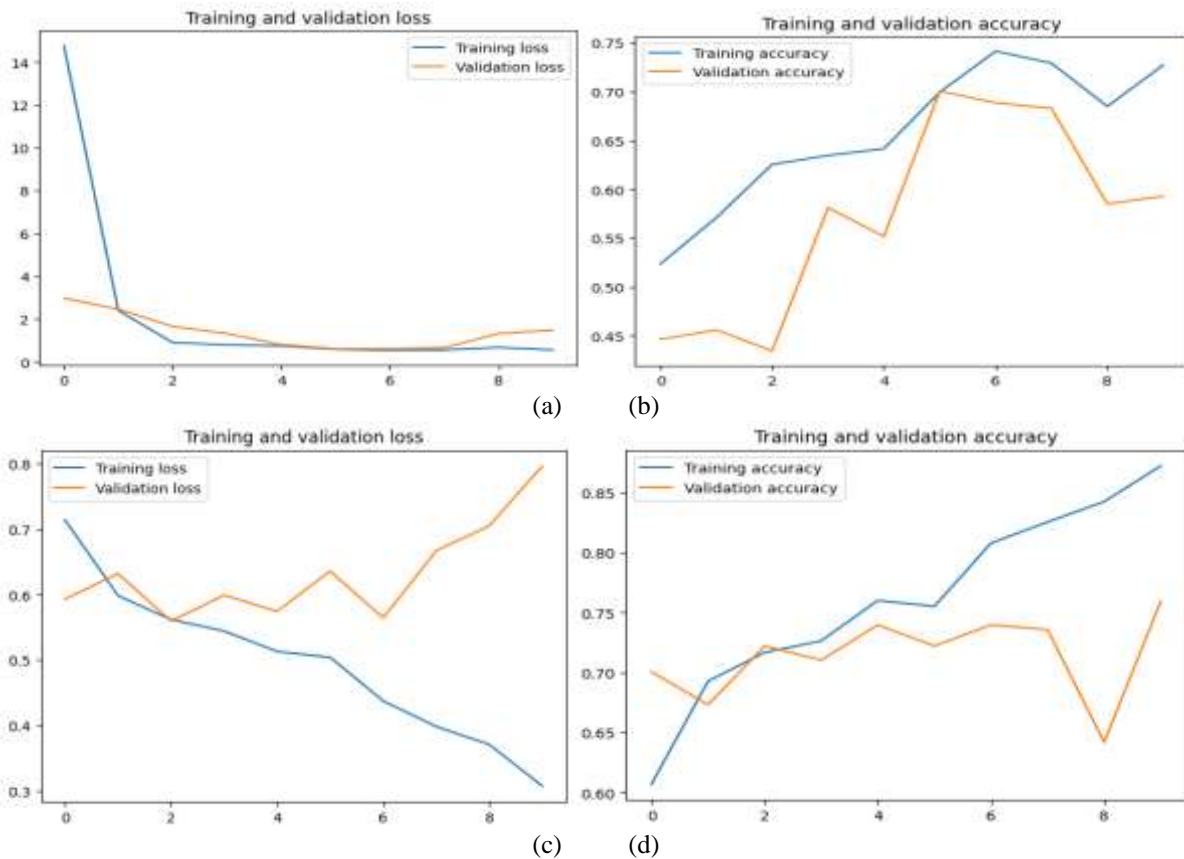 Training and validation loss
Training loss
Validation loss
14
12
10
8
6
4
2
0
0 2 4 6 8
(a)
Training and validation accuracy
Training accuracy
Validation accuracy
0.75
0.70
0.65
0.60
0.55
0.50
0.45
0 2 4 6 8
(b)
Training and validation loss
Training loss
Validation loss
0.8
0.7
0.6
0.5
0.4
0.3
0 2 4 6 8
(c)
Training and validation accuracy
Training accuracy
Validation accuracy
0.85
0.80
0.75
0.70
0.65
0.60
0 2 4 6 8
(d)